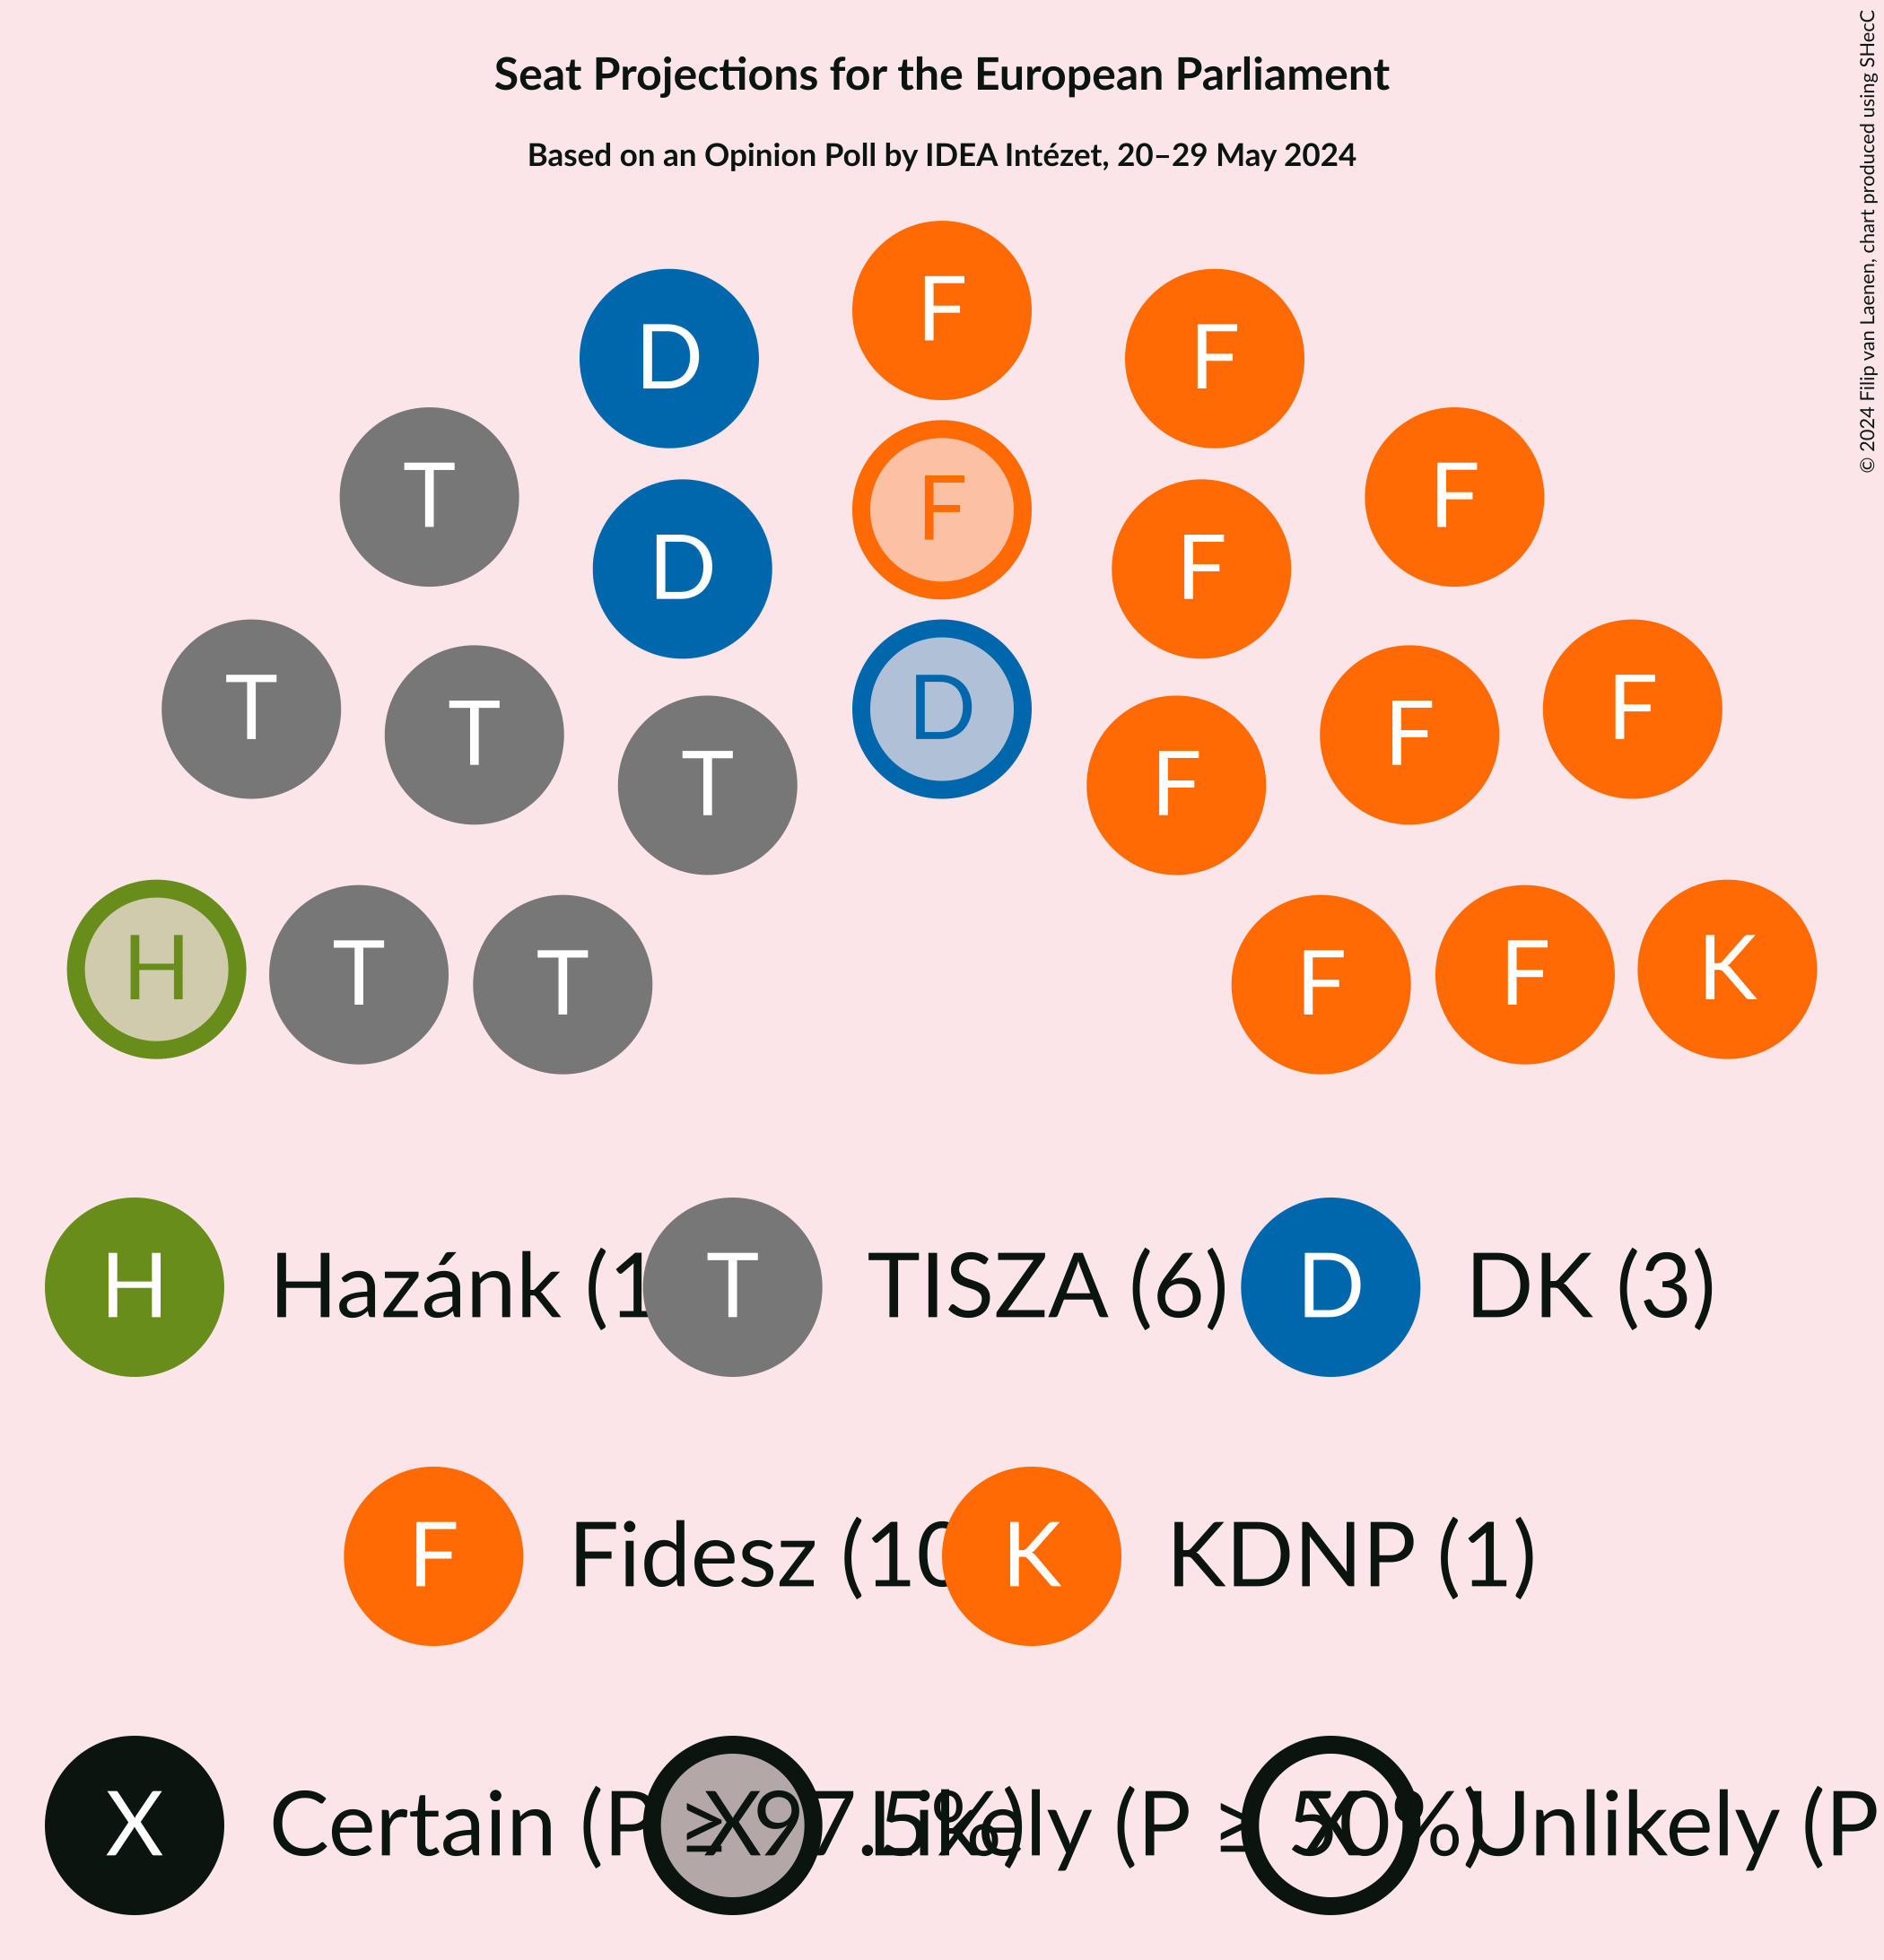 Seat Projections for the European Parliament
Based on an Opinion Poll by IDEA Intézet, 20–29 May 2024
© 2024 Filip van Laenen, chart produced using SHecC
F
D F
T F
F
D F
T F
D
T F
T F
H K
T F
T F
H Hazánk (1 T TISZA (6) D DK (3)
F Fidesz (10 K KDNP (1)
X Certain (P ≥ 97.5%) X Likely (P ≥ 50%) X Unlikely (P